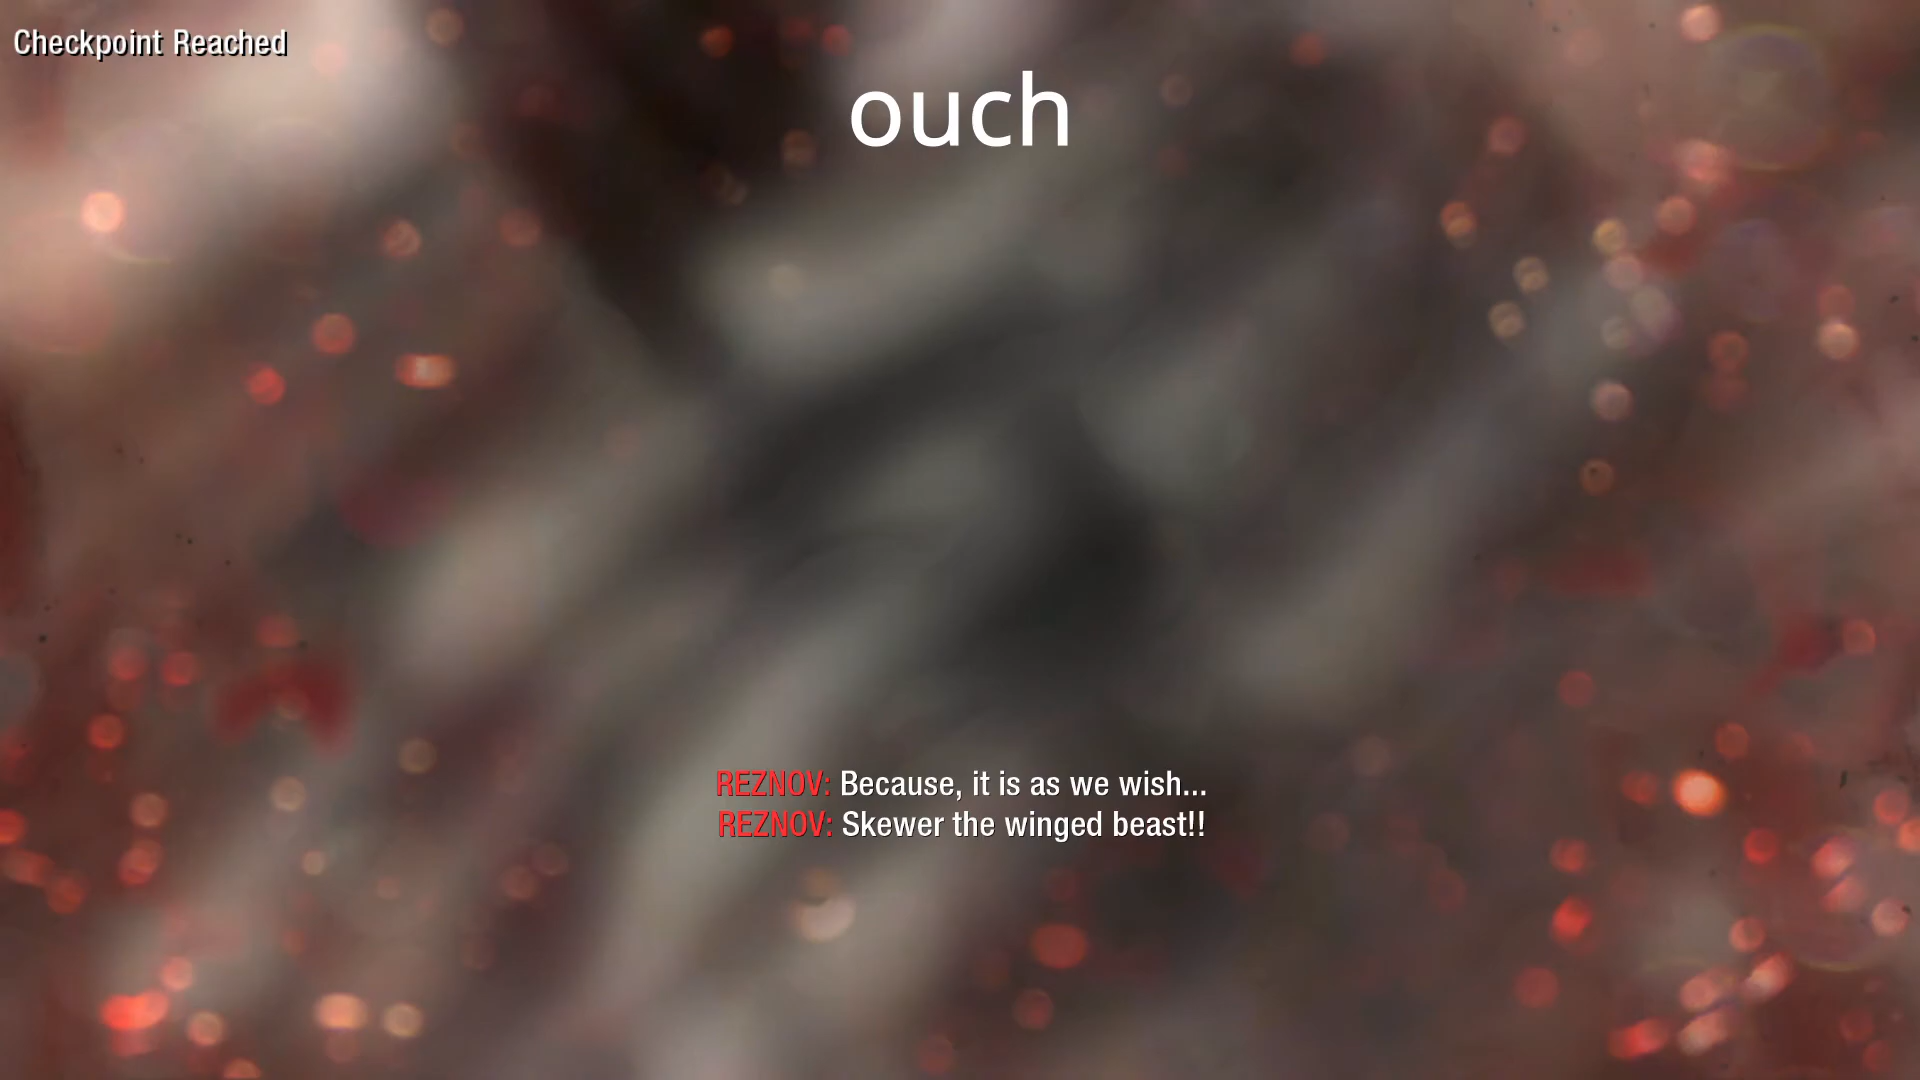 Checkpoint Reached
ouch
REZNOV: Because, it is as we wish...
REZNOV: Skewer the winged beast!!